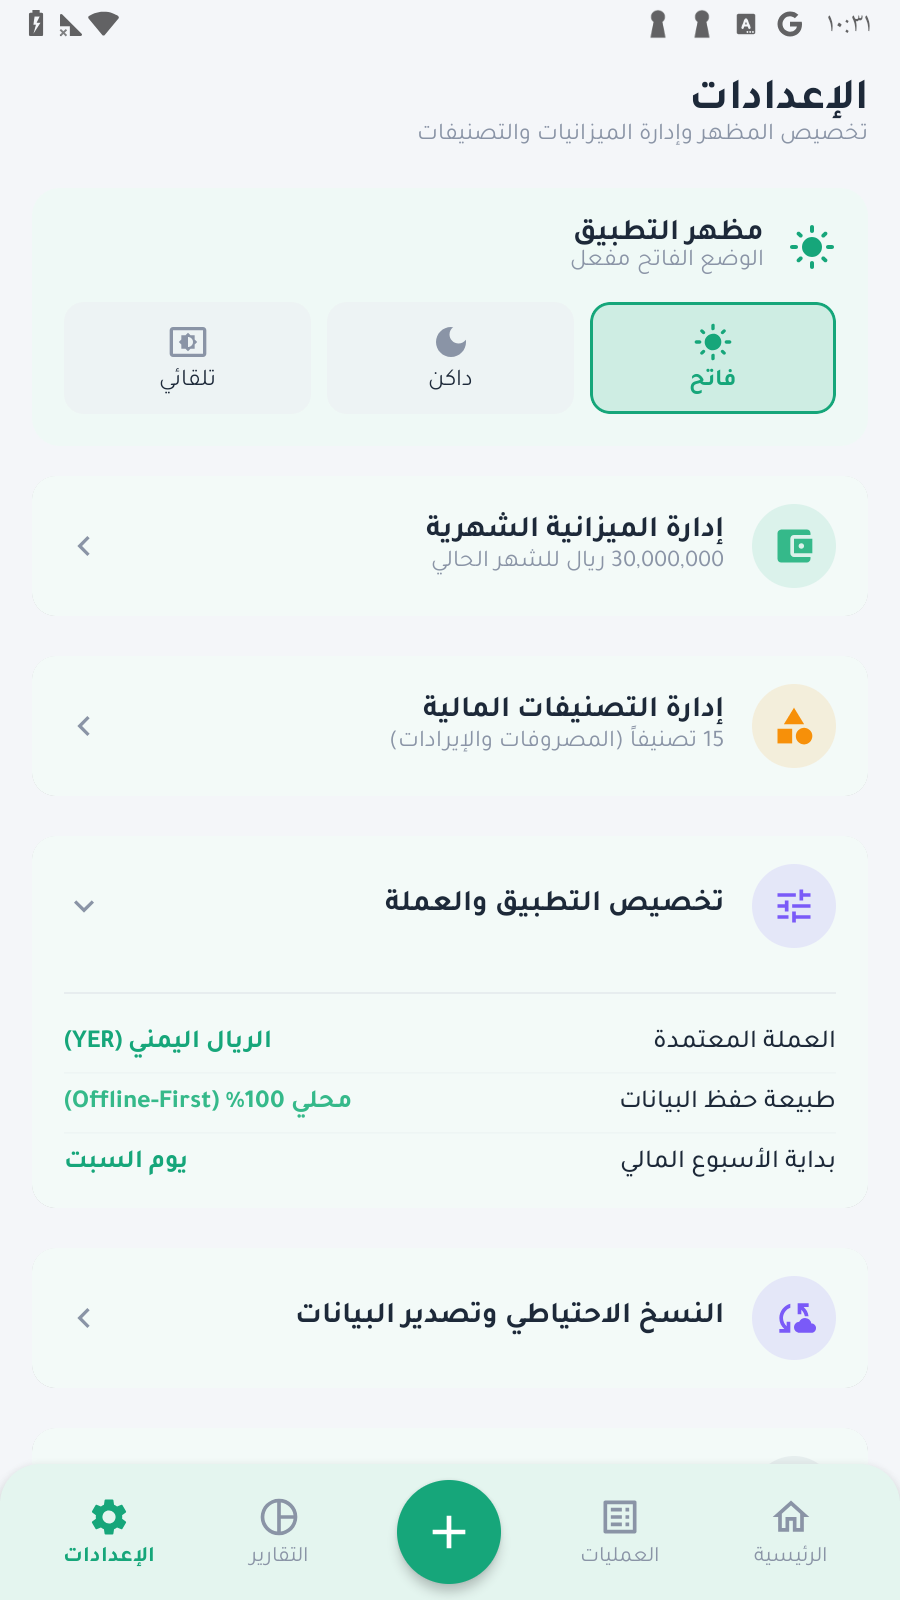 ١٠:٣١
الإعدادات
تخصيص المظهر وإدارة الميزانيات والتصنيفات
مظهر التطبيق
الوضع الفاتح مفعل
فاتح
داكن
تلقائي
إدارة الميزانية الشهرية
30,000,000 ريال للشهر الحالي
إدارة التصنيفات المالية
15 تصنيفاً (المصروفات والإيرادات)
تخصيص التطبيق والعملة
العملة المعتمدة
الريال اليمني (YER)
طبيعة حفظ البيانات
محلي 100% (Offline-First)
بداية الأسبوع المالي
يوم السبت
النسخ الاحتياطي وتصدير البيانات
الرئيسية
العمليات
التقارير
الإعدادات